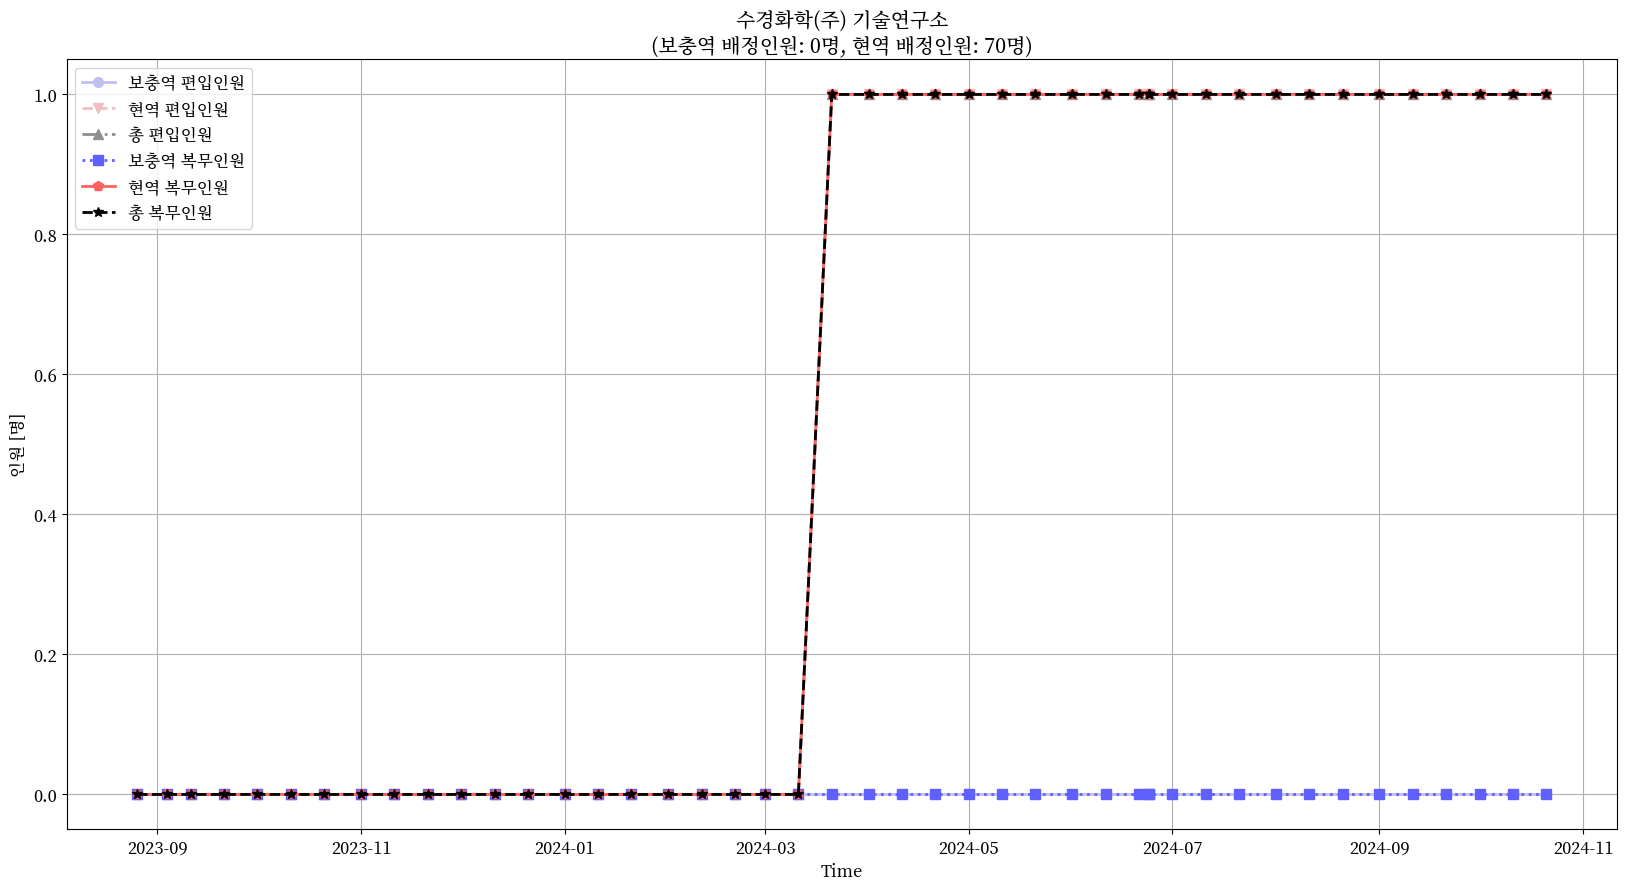 수경화학(주) 기술연구소
(보충역 배정인원: 0명, 현역 배정인원: 70명)
보충역 편입인원
현역 편입인원
총 편입인원
보충역 복무인원
현역 복무인원
총 복무인원
1.0
0.8
0.6
0.4
0.2
0.0
인원 [명]
2023-09
2023-11
2024-01
2024-03
2024-05
2024-07
2024-09
2024-11
Time